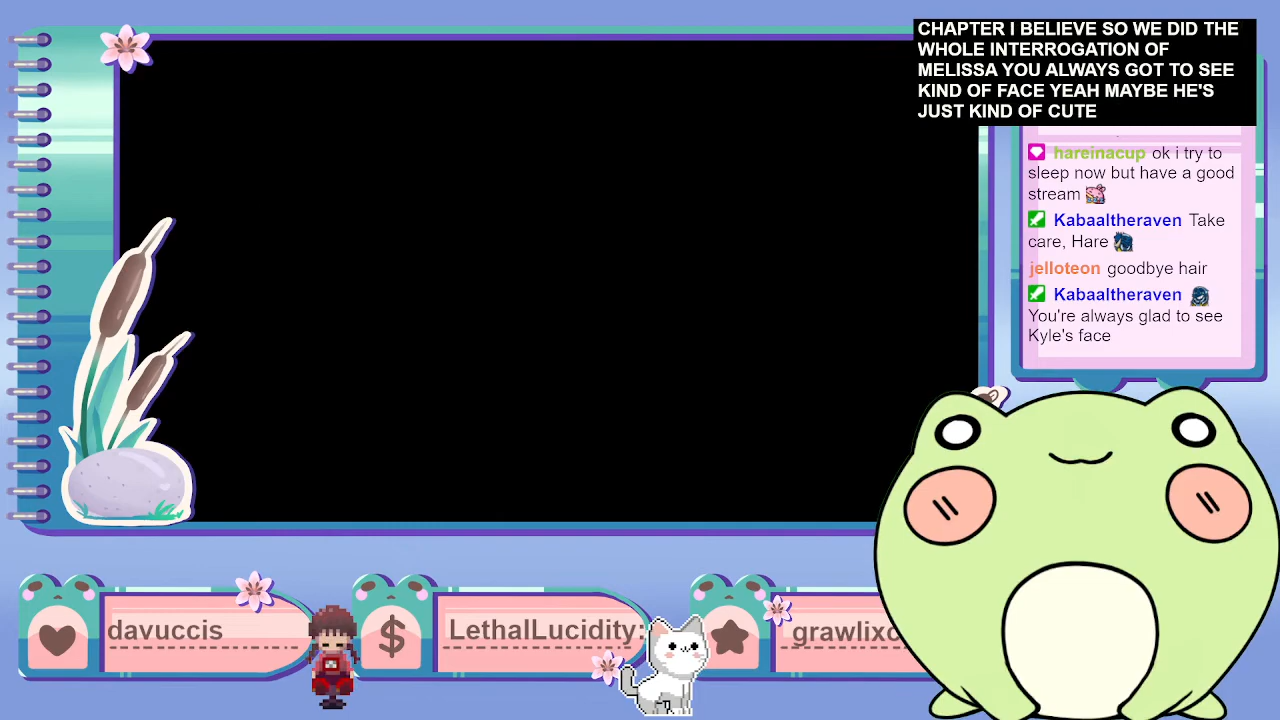 CHAPTER I BELIEVE SO WE DID THE
WHOLE INTERROGATION OF
MELISSA YOU ALWAYS GOT TO SEE
KIND OF FACE YEAH MAYBE HE'S
JUST KIND OF CUTE
hareinacup ok i try to
sleep now but have a good
stream
Kabaaltheraven Take
care, Hare
jelloteon goodbye hair
Kabaaltheraven
You're always glad to see
Kyle's face
davuccis
$
LethalLucidity:
grawlixc